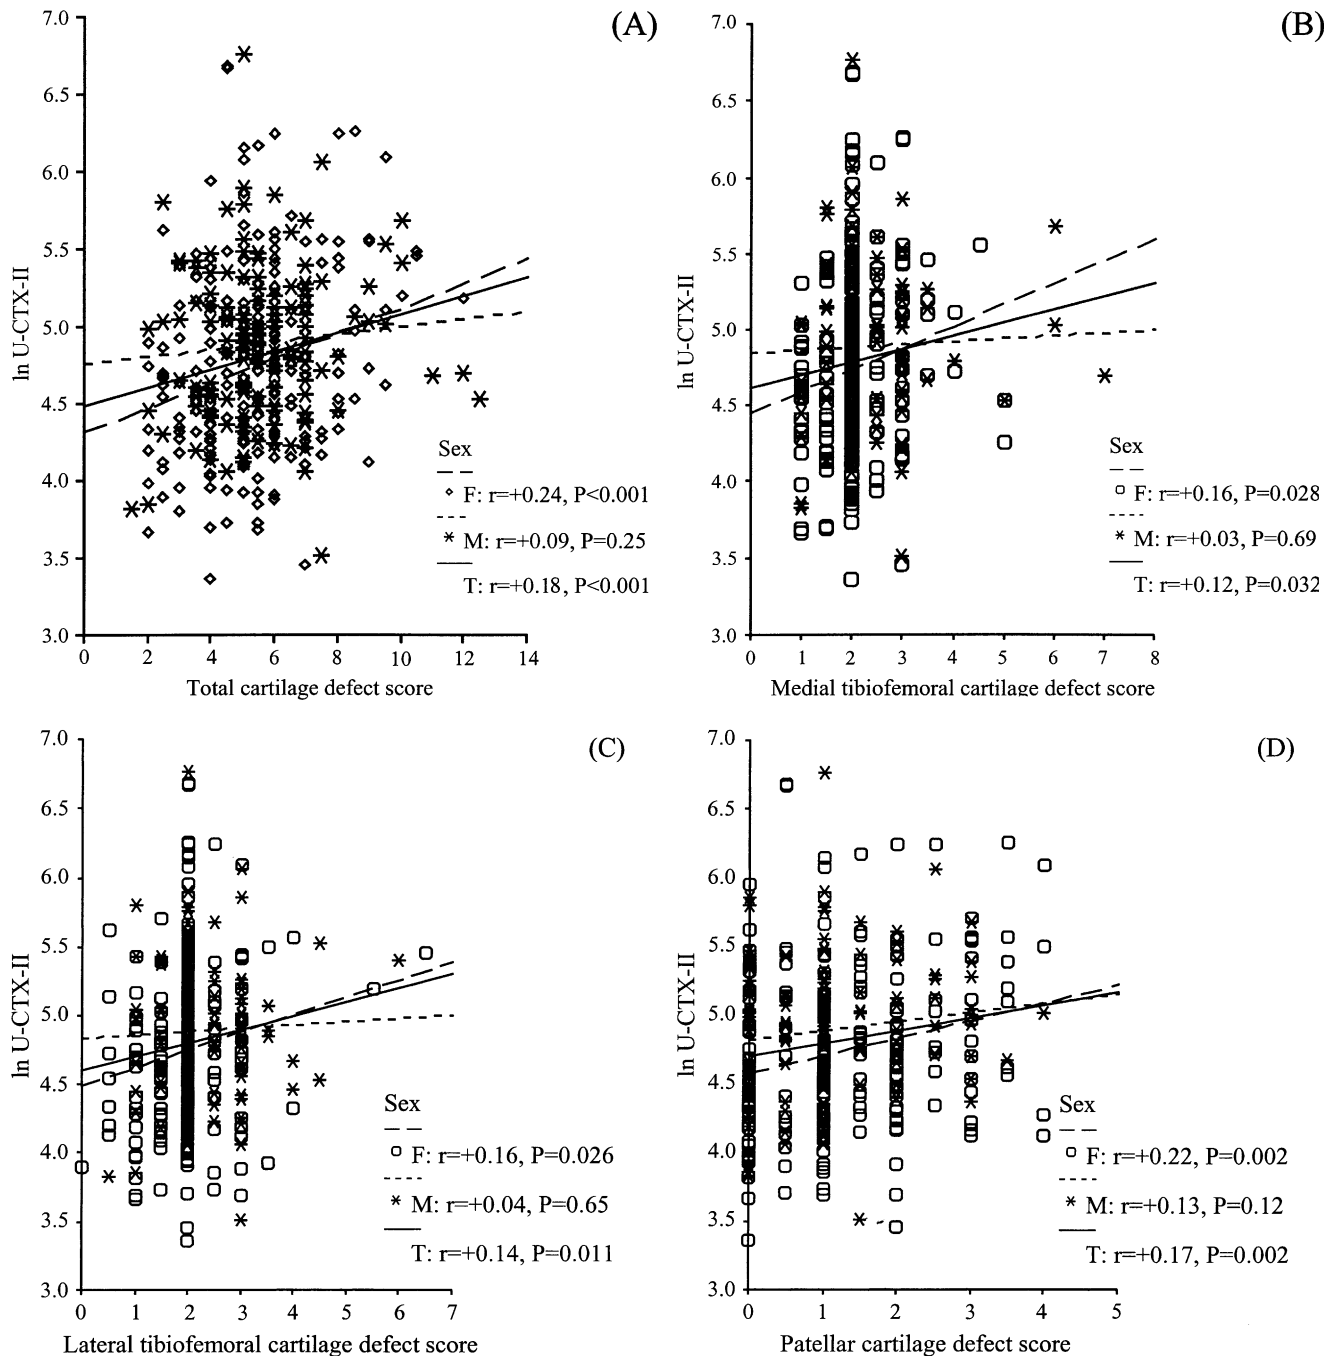 (A)
7.0
6.5
6.0
5.5
5.0
4.5
4.0
3.5
3.0
ln U-CTX-II
Sex
F: r=+0.24, P<0.001
M: r=+0.09, P=0.25
T: r=+0.18, P<0.001
0 2 4 6 8 10 12 14
Total cartilage defect score
(B)
7.0
6.5
6.0
5.5
5.0
4.5
4.0
3.5
3.0
ln U-CTX-II
Sex
F: r=+0.16, P=0.028
M: r=+0.03, P=0.69
T: r=+0.12, P=0.032
0 1 2 3 4 5 6 7 8
Medial tibiofemoral cartilage defect score
(C)
7.0
6.5
6.0
5.5
5.0
4.5
4.0
3.5
3.0
ln U-CTX-II
Sex
F: r=+0.16, P=0.026
M: r=+0.04, P=0.65
T: r=+0.14, P=0.011
0 1 2 3 4 5 6 7
Lateral tibiofemoral cartilage defect score
(D)
7.0
6.5
6.0
5.5
5.0
4.5
4.0
3.5
3.0
ln U-CTX-II
Sex
F: r=+0.22, P=0.002
M: r=+0.13, P=0.12
T: r=+0.17, P=0.002
0 1 2 3 4 5
Patellar cartilage defect score